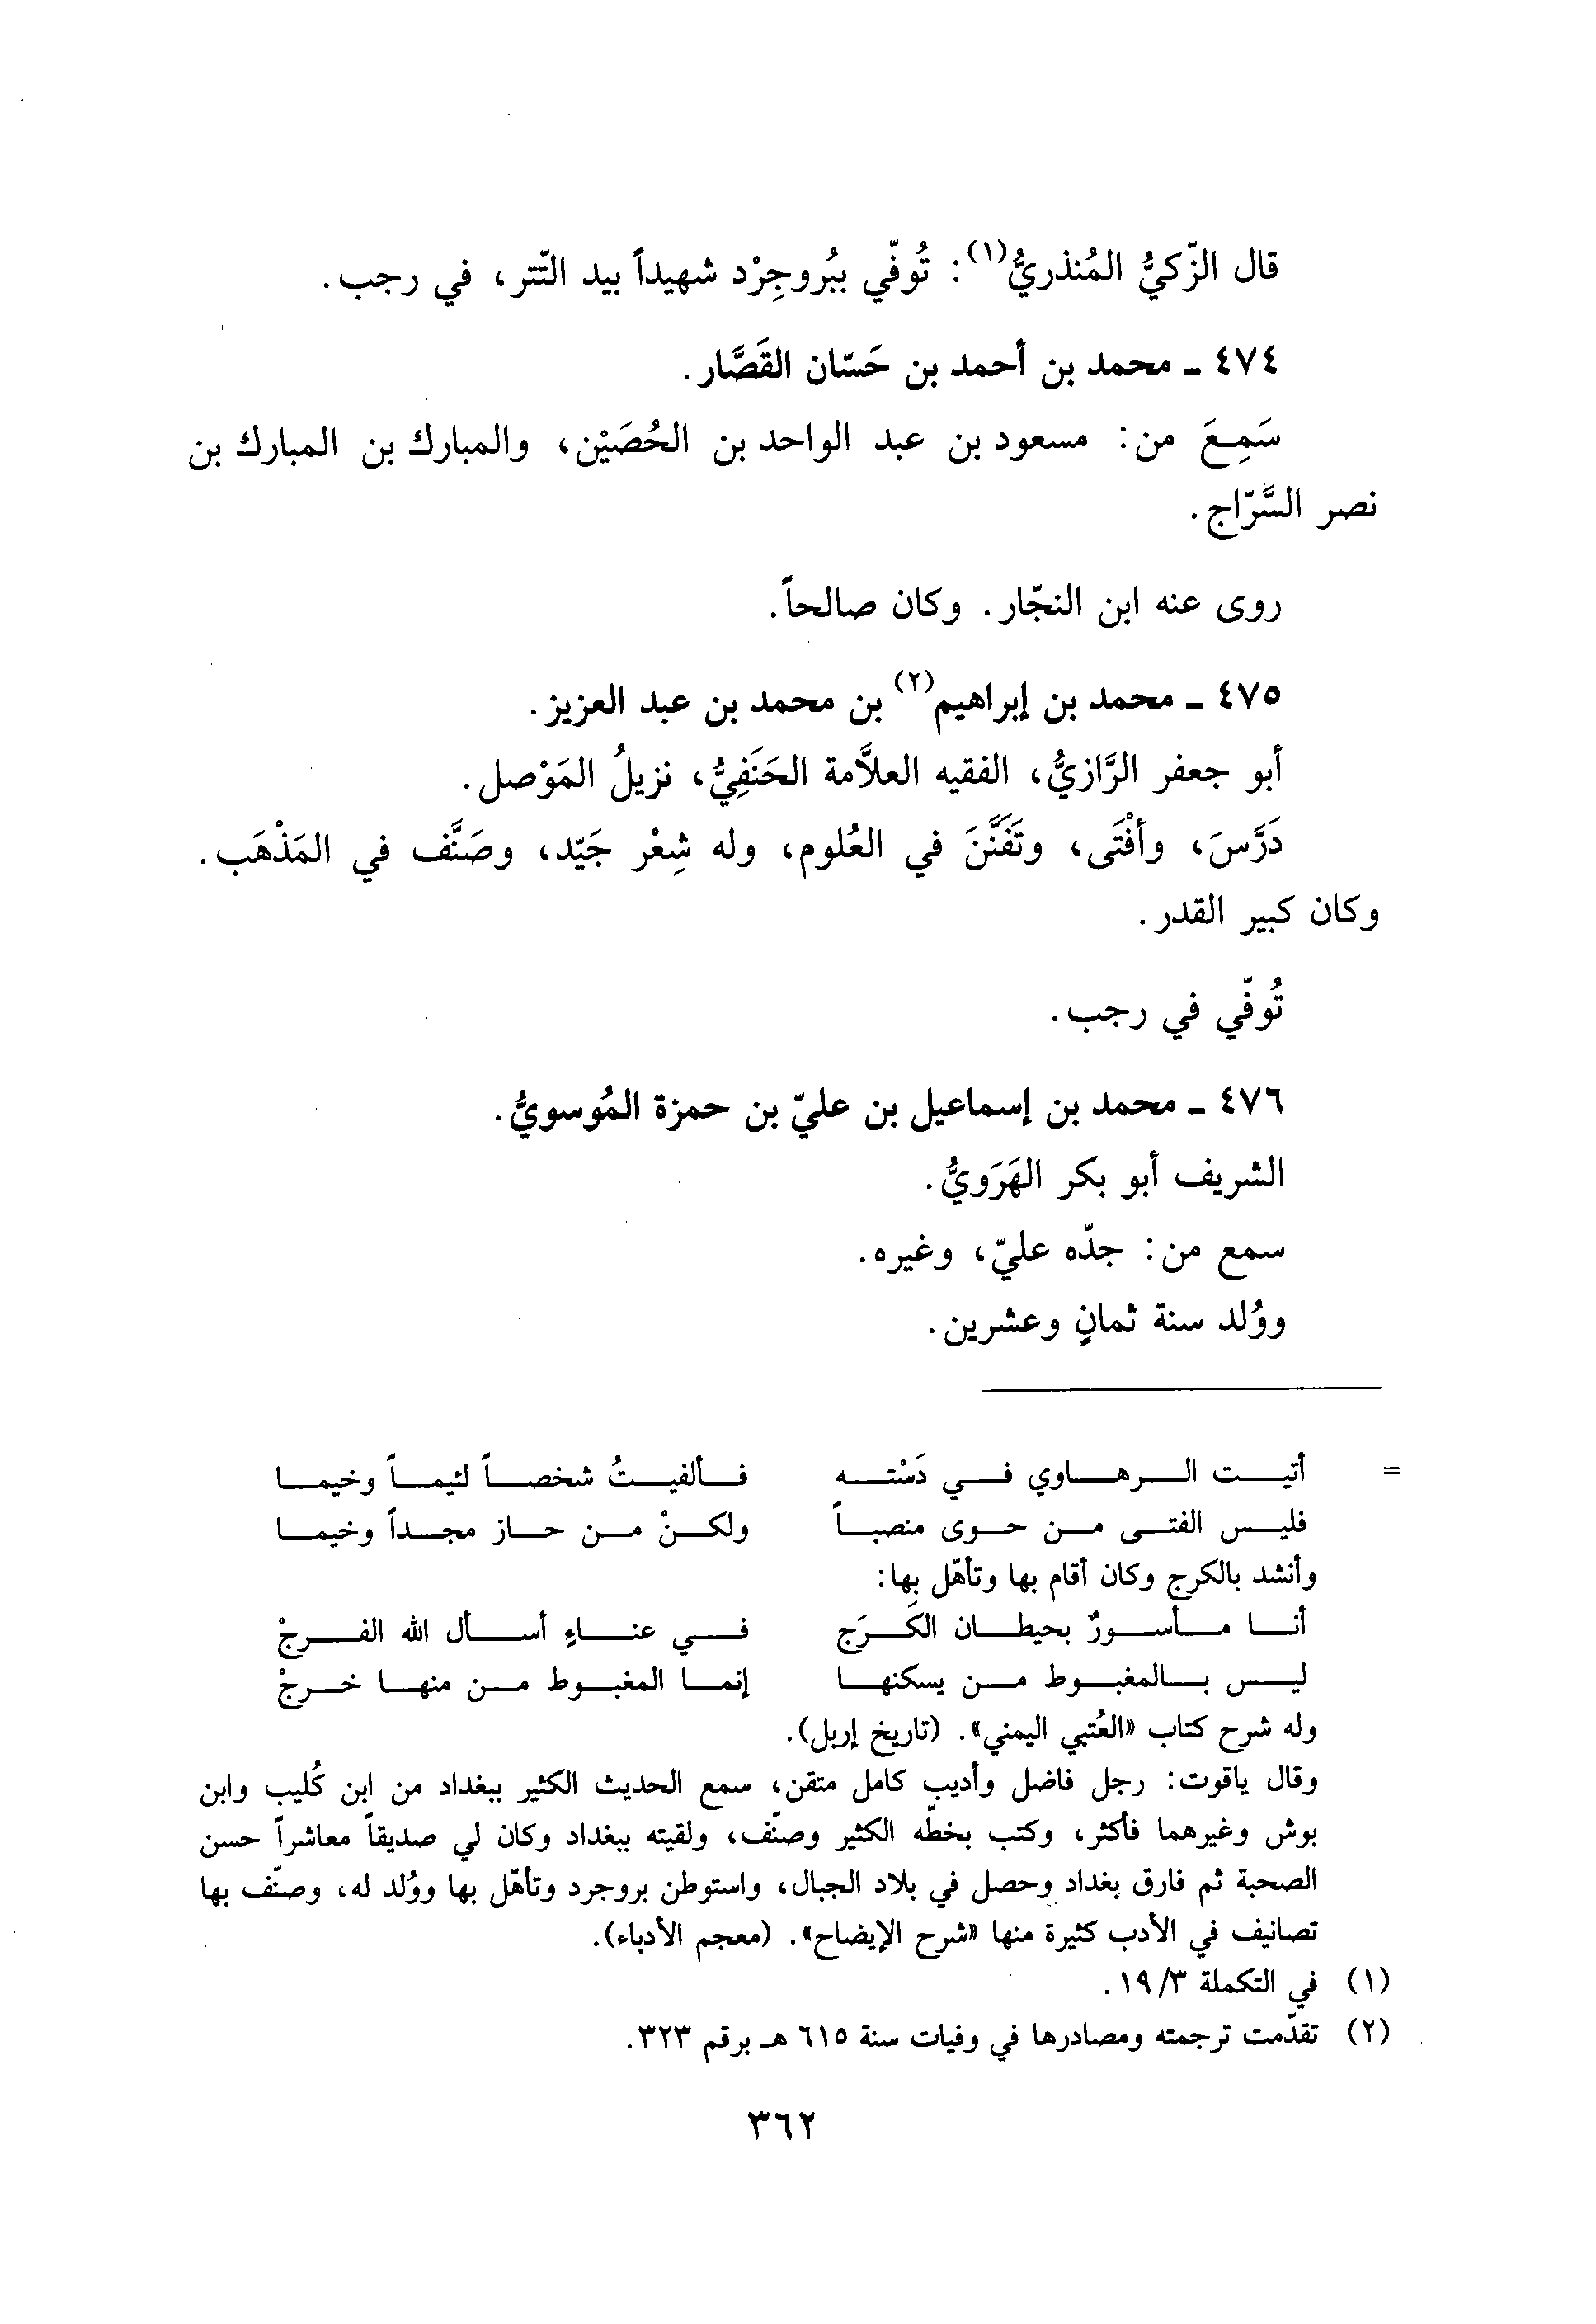 قال الزّكيُّ المُنذريُّ(١): تُوفّي ببُروجِرْد شهيداً بيد التّتر، في رجب.
٤٧٤ ـ محمد بن أحمد بن حَسّان القَصَّار.
سَمِعَ من: مسعود بن عبد الواحد بن الحُصَيْن، والمبارك بن المبارك بن
نصر السَّرّاج.
روى عنه ابن النجّار. وكان صالحاً.
٤٧٥ ـ محمد بن إبراهيم(٢) بن محمد بن عبد العزيز.
أبو جعفر الرَّازيُّ، الفقيه العلاَّمة الحَنَفِيُّ، نزيلُ المَوْصل.
دَرَّسَ، وأفْتَى، وتَفَنَّنَ في العُلوم، وله شِعْر جَيّد، وصَنَّف في المَذْهَب.
وكان كبير القدر.
تُوفّي في رجب.
٤٧٦ ـ محمد بن إسماعيل بن عليّ بن حمزة المُوسويُّ.
الشريف أبو بكر الهَرَويُّ.
سمع من: جدّه عليّ، وغيره.
ووُلد سنة ثمانٍ وعشرين.
= أتيت الرهاوي في دَسْته فألفيتُ شخصاً لئيماً وخيما
فليس الفتى من حوى منصباً ولكنْ من حاز مجداً وخيما
وأنشد بالكرج وكان أقام بها وتأهّل بها:
أنا مأسورٌ بحيطان الكَرَج في عناءٍ أسأل الله الفرجْ
ليس بالمغبوط من يسكنها إنما المغبوط من منها خرجْ
وله شرح كتاب «العُتبي اليمني». (تاريخ إربل).
وقال ياقوت: رجل فاضل وأديب كامل متقن، سمع الحديث الكثير ببغداد من ابن كُليب وابن
بوش وغيرهما فأكثر، وكتب بخطّه الكثير وصنّف، ولقيته ببغداد وكان لي صديقاً معاشراً حسن
الصحبة ثم فارق بغداد وحصل في بلاد الجبال، واستوطن بروجرد وتأهّل بها ووُلد له، وصنّف بها
تصانيف في الأدب كثيرة منها «شرح الإيضاح». (معجم الأدباء).
(١) في التكملة ١٩/٣.
(٢) تقدّمت ترجمته ومصادرها في وفيات سنة ٦١٥ هـ برقم ٣٢٣.
٣٦٢